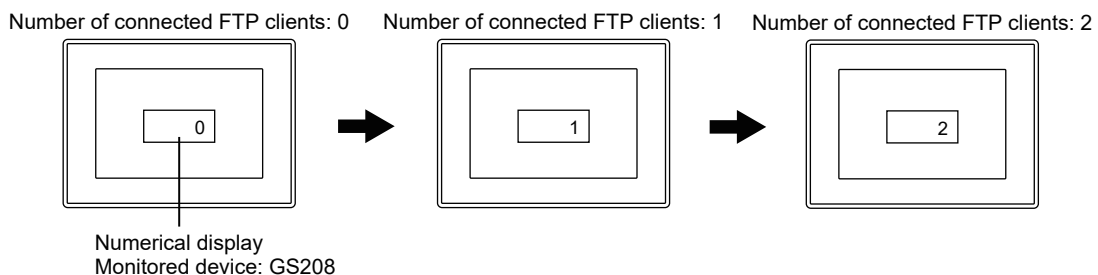 Number of connected FTP clients: 0
Number of connected FTP clients: 1
Number of connected FTP clients: 2
0
1
2
Numerical display
Monitored device: GS208